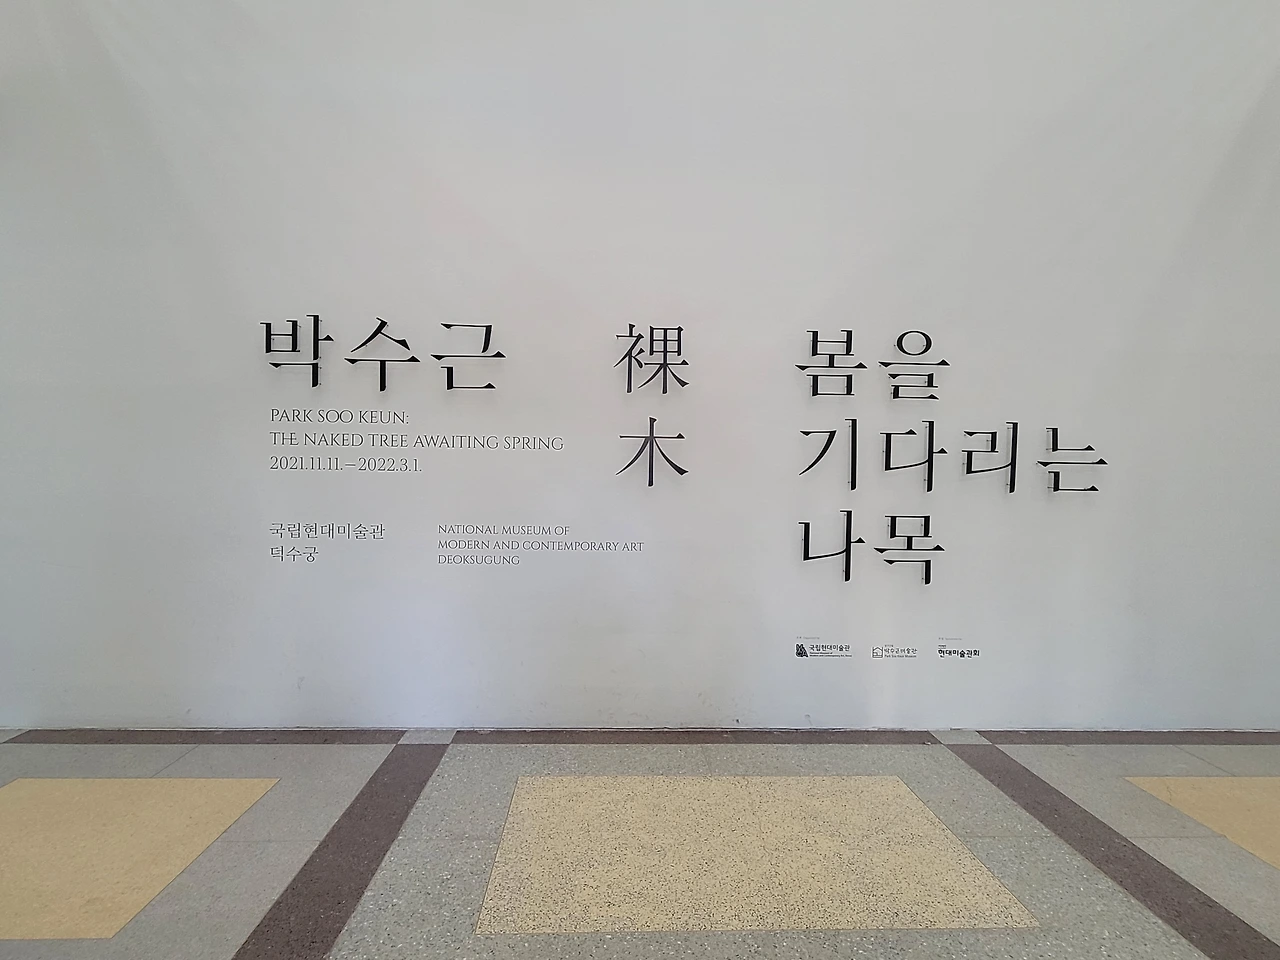 박수근
PARK SOO KEUN:
THE NAKED TREE AWAITING SPRING
2021.11.11.–2022.3.1.
국립현대미술관
덕수궁
NATIONAL MUSEUM OF
MODERN AND CONTEMPORARY ART
DEOKSUGUNG
裸
木
봄을
기다리는
나목
국립현대미술관
박수근미술관
현대미술관회